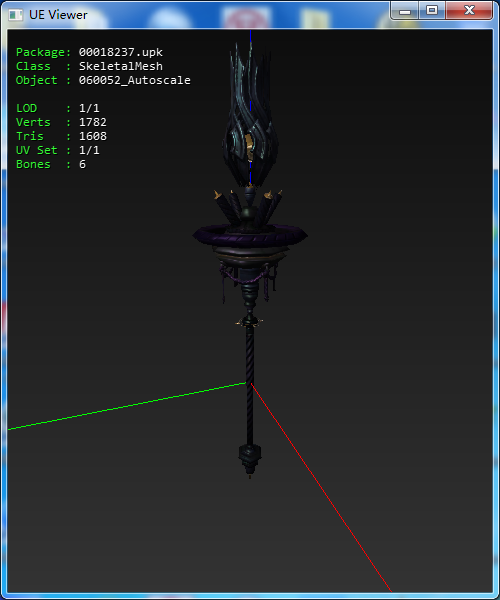 UE Viewer
Package: 00018237.upk
Class : SkeletalMesh
Object : 060052_Autoscale
LOD : 1/1
Verts : 1782
Tris : 1608
UV Set : 1/1
Bones : 6